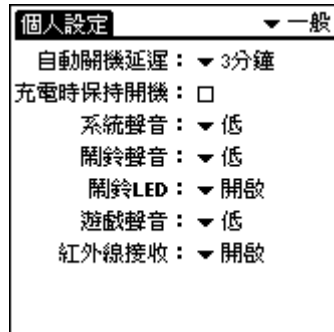 個人設定 ▼一般
自動關機延遲：▼ 3分鐘
充電時保持開機：□
系統聲音：▼ 低
鬧鈴聲音：▼ 低
鬧鈴LED：▼ 開啟
遊戲聲音：▼ 低
紅外線接收：▼ 開啟